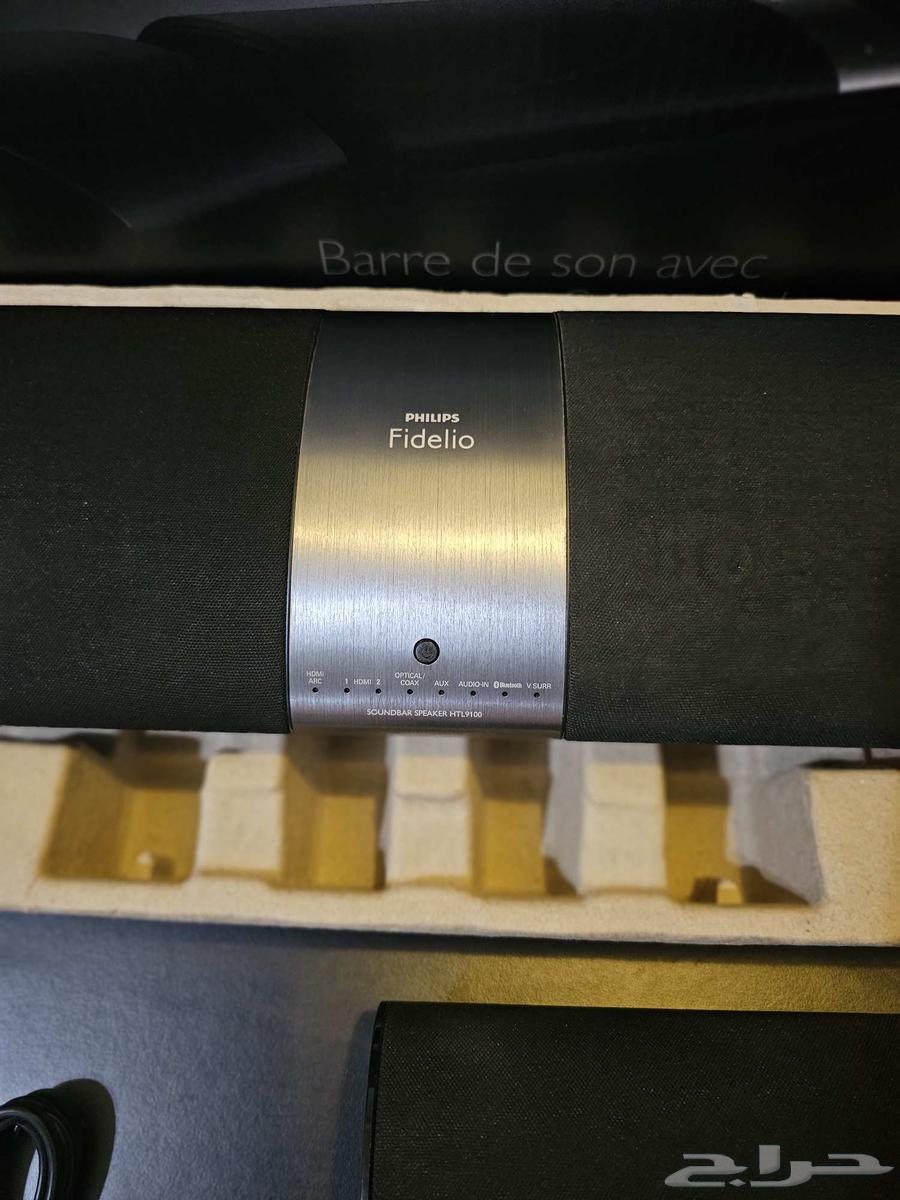 Barre de son avec
PHILIPS
Fidelio
HDMI ARC 1 HDMI 2 OPTICAL/COAX AUX AUDIO-IN Bluetooth V SURR
SOUNDBAR SPEAKER HTL9100
حراج